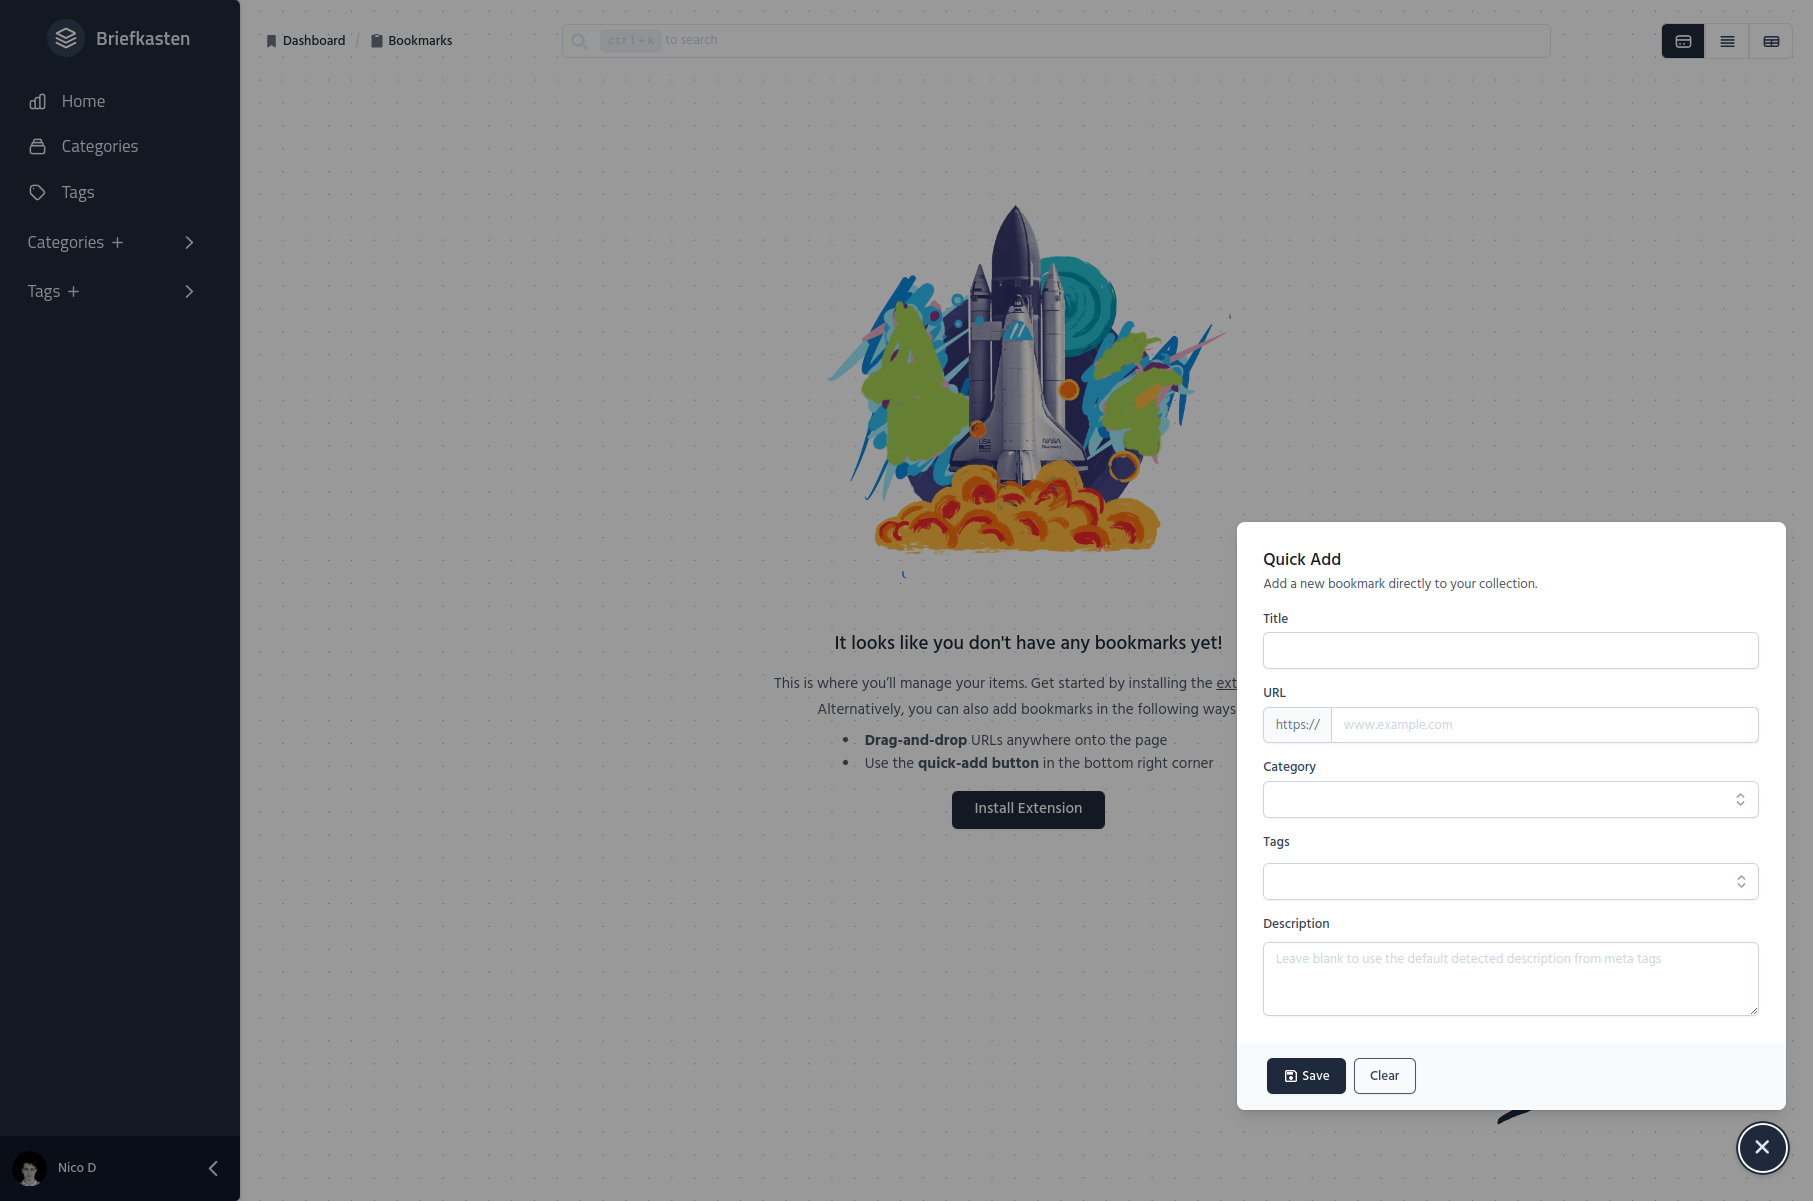 Briefkasten
Home
Categories
Tags
Categories
Tags
Nico D
Dashboard / Bookmarks
ctrl + k to search
USA
NASA
Discovery
It looks like you don't have any bookmarks yet!
This is where you’ll manage your items. Get started by installing the ext
Alternatively, you can also add bookmarks in the following ways
• Drag-and-drop URLs anywhere onto the page
• Use the quick-add button in the bottom right corner
Install Extension
Quick Add
Add a new bookmark directly to your collection.
Title
URL
https:// www.example.com
Category
Tags
Description
Leave blank to use the default detected description from meta tags
Save Clear